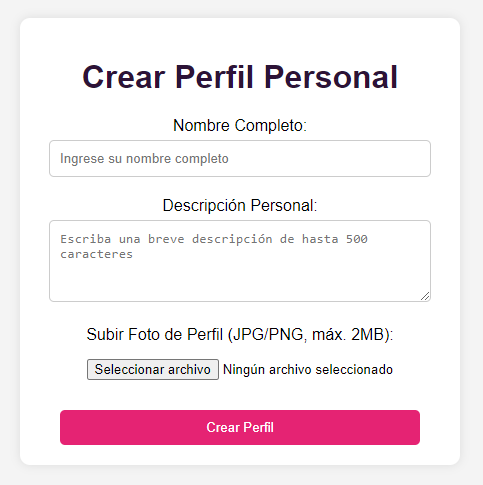 Crear Perfil Personal
Nombre Completo:
Ingrese su nombre completo
Descripción Personal:
Escriba una breve descripción de hasta 500
caracteres
Subir Foto de Perfil (JPG/PNG, máx. 2MB):
Seleccionar archivo Ningún archivo seleccionado
Crear Perfil